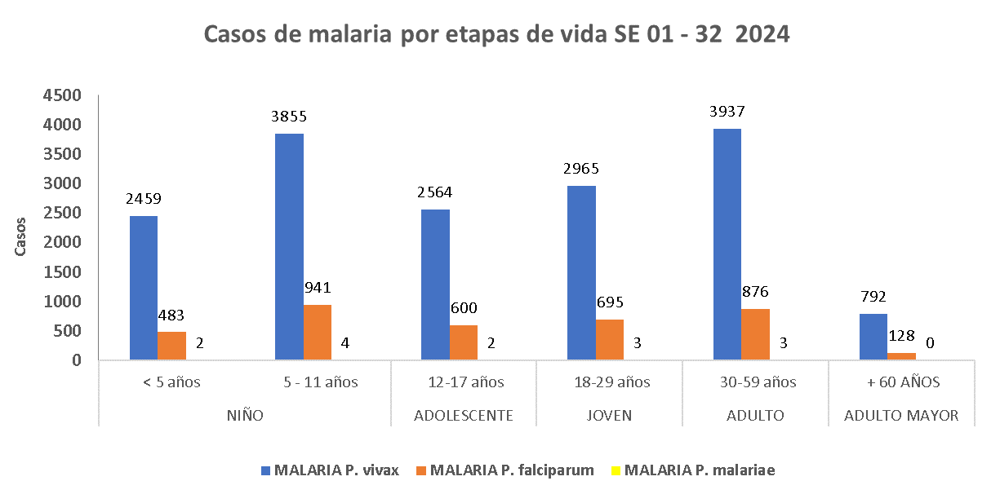 Casos de malaria por etapas de vida SE 01 - 32  2024
Casos
4500
4000
3500
3000
2500
2000
1500
1000
500
0
2459
483
2
3855
941
4
2564
600
2
2965
695
3
3937
876
3
792
128
0
< 5 años
5 - 11 años
12-17 años
18-29 años
30-59 años
+ 60 AÑOS
NIÑO
ADOLESCENTE
JOVEN
ADULTO
ADULTO MAYOR
MALARIA P. vivax
MALARIA P. falciparum
MALARIA P. malariae